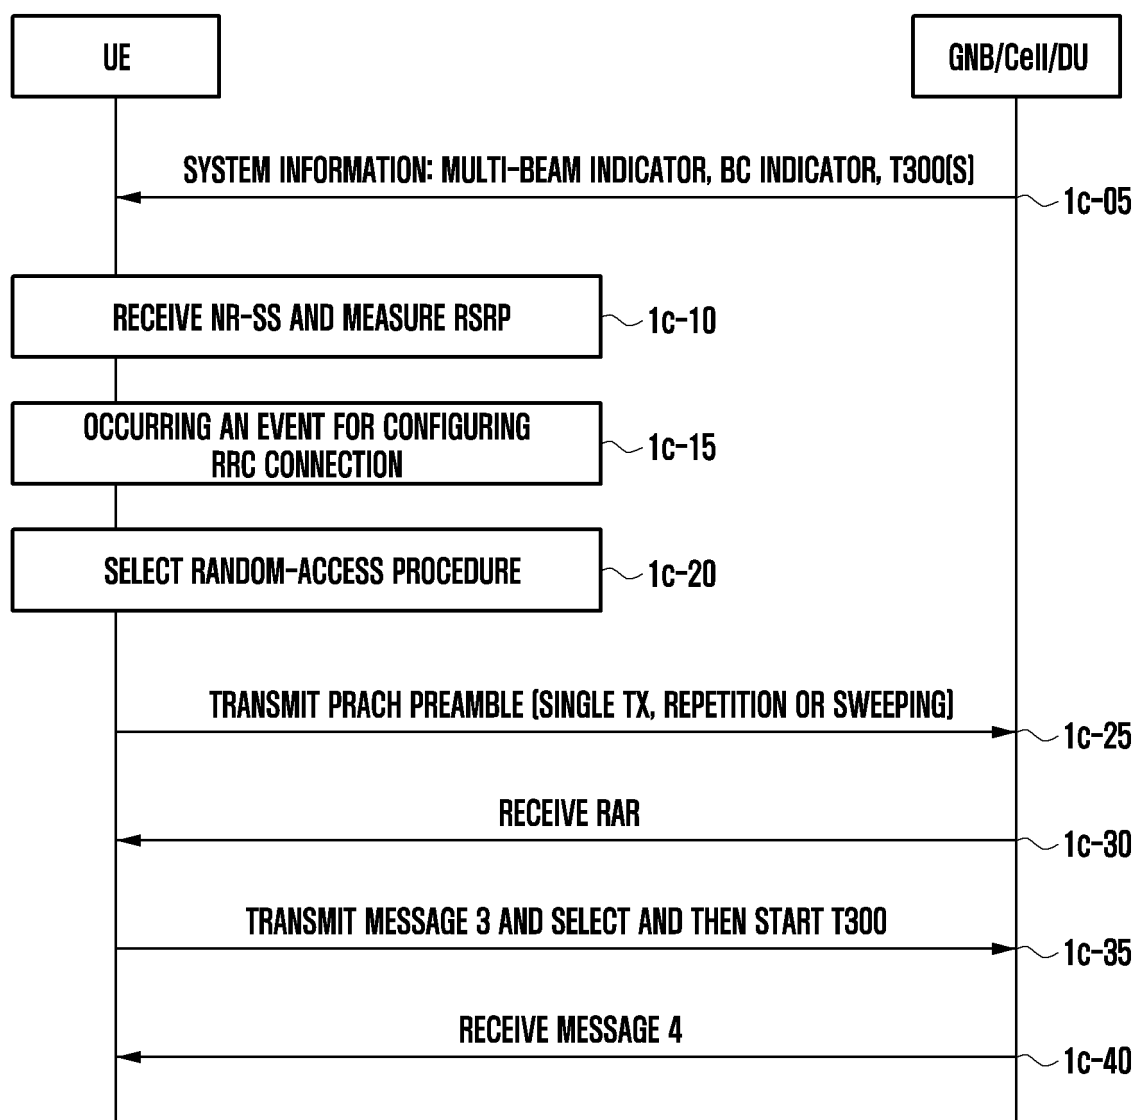 UE
GNB/Cell/DU
SYSTEM INFORMATION: MULTI-BEAM INDICATOR, BC INDICATOR, T300(S)
1c-05
RECEIVE NR-SS AND MEASURE RSRP
1c-10
OCCURRING AN EVENT FOR CONFIGURING
RRC CONNECTION
1c-15
SELECT RANDOM-ACCESS PROCEDURE
1c-20
TRANSMIT PRACH PREAMBLE (SINGLE TX, REPETITION OR SWEEPING)
1c-25
RECEIVE RAR
1c-30
TRANSMIT MESSAGE 3 AND SELECT AND THEN START T300
1c-35
RECEIVE MESSAGE 4
1c-40